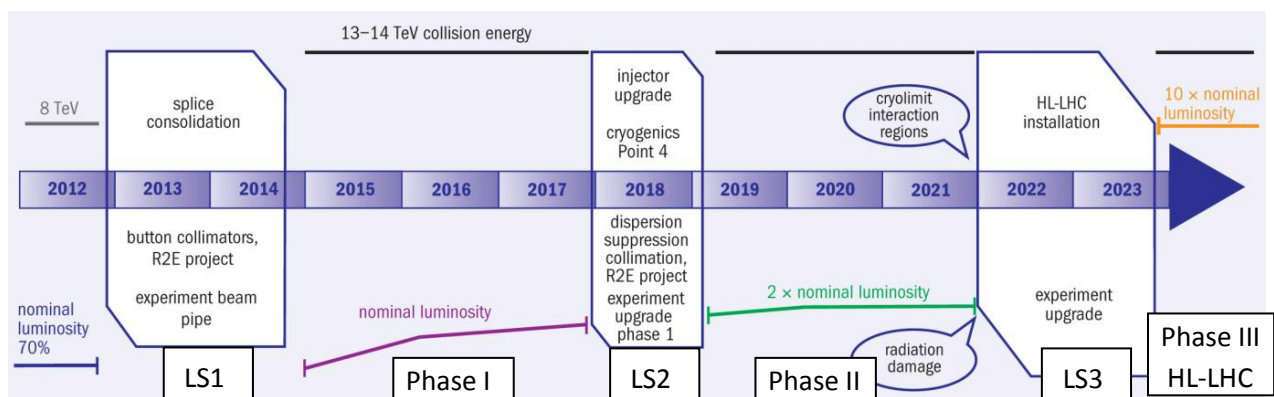 13–14 TeV collision energy
8 TeV
splice
consolidation
injector
upgrade
cryogenics
Point 4
cryolimit
interaction
regions
HL-LHC
installation
10 × nominal
luminosity
2012 2013 2014 2015 2016 2017 2018 2019 2020 2021 2022 2023
button collimators,
R2E project
experiment beam
pipe
dispersion
suppression
collimation,
R2E project
experiment
upgrade
phase 1
nominal
luminosity
70%
nominal luminosity
2 × nominal luminosity
radiation
damage
experiment
upgrade
LS1
Phase I
LS2
Phase II
LS3
Phase III
HL-LHC